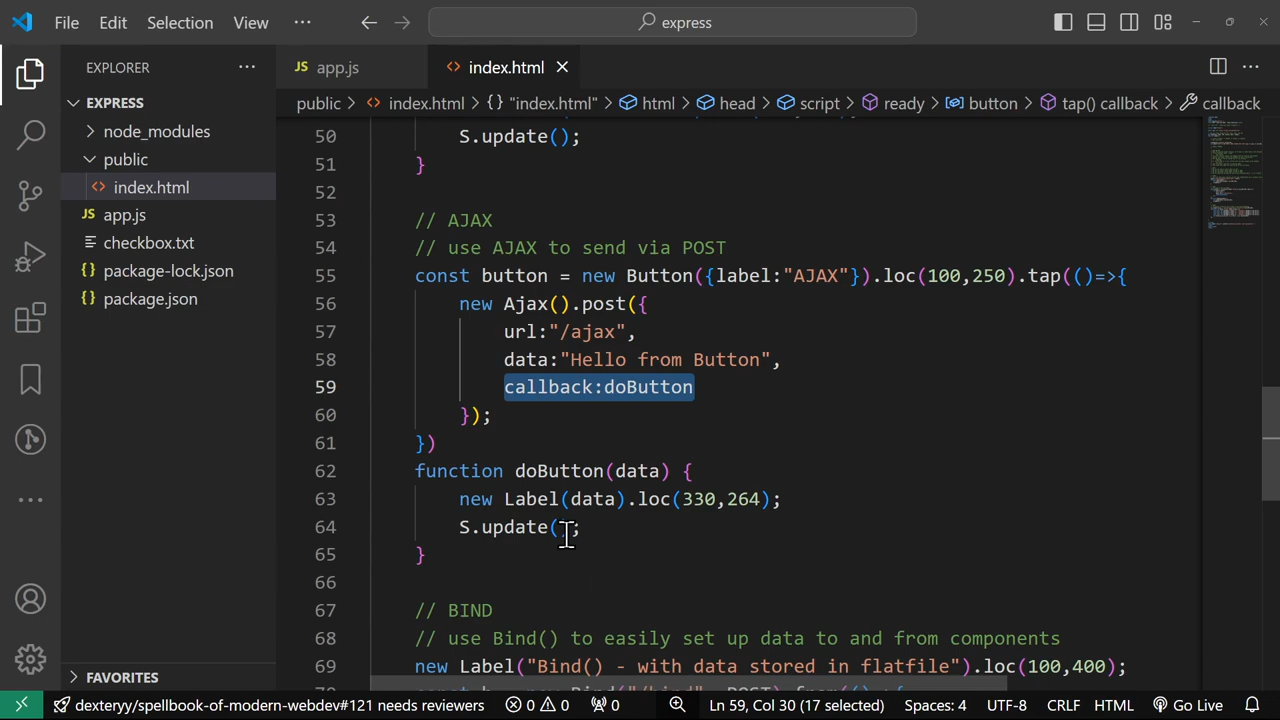 File Edit Selection View ··· express
EXPLORER ···
JS app.js
<> index.html
EXPRESS
public > <> index.html > {} "index.html" > html > head > script > ready > button > tap() callback > callback
node_modules
public
<> index.html
JS app.js
checkbox.txt
{} package-lock.json
{} package.json
FAVORITES
50 S.update();
51 }
52
53 // AJAX
54 // use AJAX to send via POST
55 const button = new Button({label:"AJAX"}).loc(100,250).tap(()=>{
56 new Ajax().post({
57 url:"/ajax",
58 data:"Hello from Button",
59 callback:doButton
60 });
61 })
62 function doButton(data) {
63 new Label(data).loc(330,264);
64 S.update();
65 }
66
67 // BIND
68 // use Bind() to easily set up data to and from components
69 new Label("Bind() - with data stored in flatfile").loc(100,400);
dexteryy/spellbook-of-modern-webdev#121 needs reviewers 0 0 0 Ln 59, Col 30 (17 selected) Spaces: 4 UTF-8 CRLF HTML Go Live